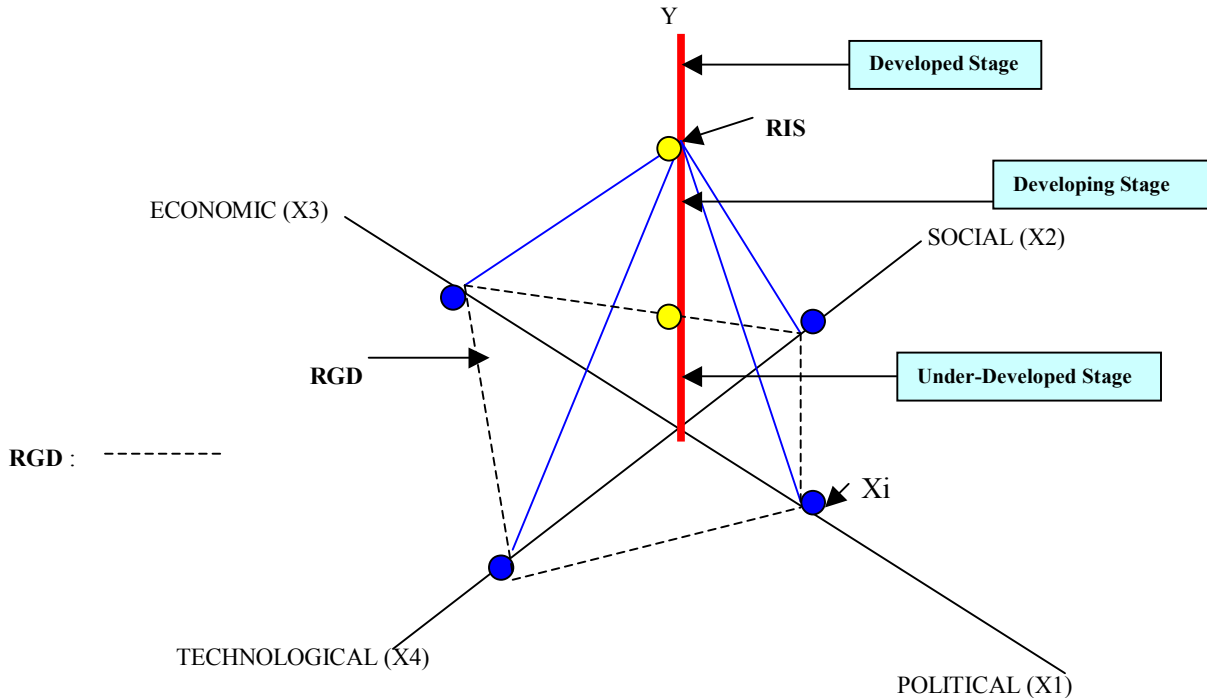 Y
Developed Stage
RIS
Developing Stage
ECONOMIC (X3)
SOCIAL (X2)
RGD
Under-Developed Stage
RGD :
Xi
TECHNOLOGICAL (X4)
POLITICAL (X1)